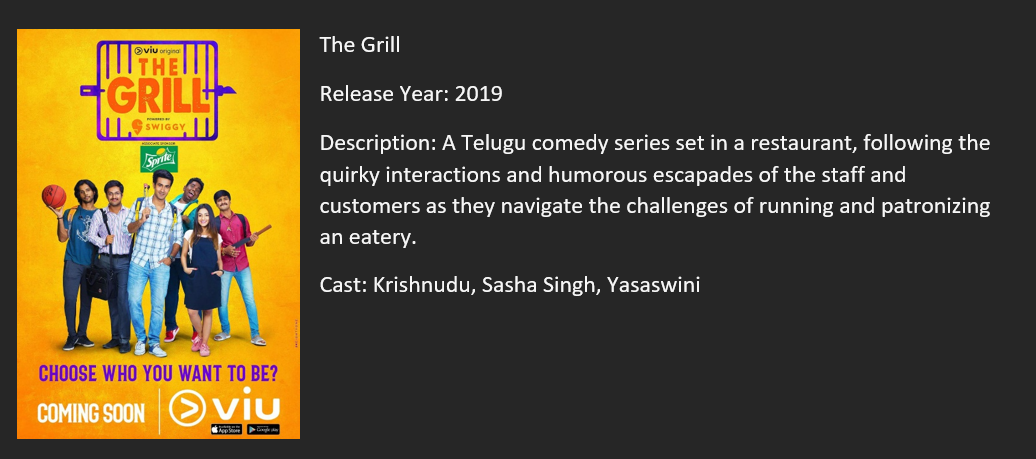 viu original
THE
GRILL
POWERED BY
SWIGGY
ASSOCIATE SPONSOR
Sprite
CHOOSE WHO YOU WANT TO BE?
COMING SOON
viu
App Store
Google play
The Grill
Release Year: 2019
Description: A Telugu comedy series set in a restaurant, following the
quirky interactions and humorous escapades of the staff and
customers as they navigate the challenges of running and patronizing
an eatery.
Cast: Krishnudu, Sasha Singh, Yasaswini